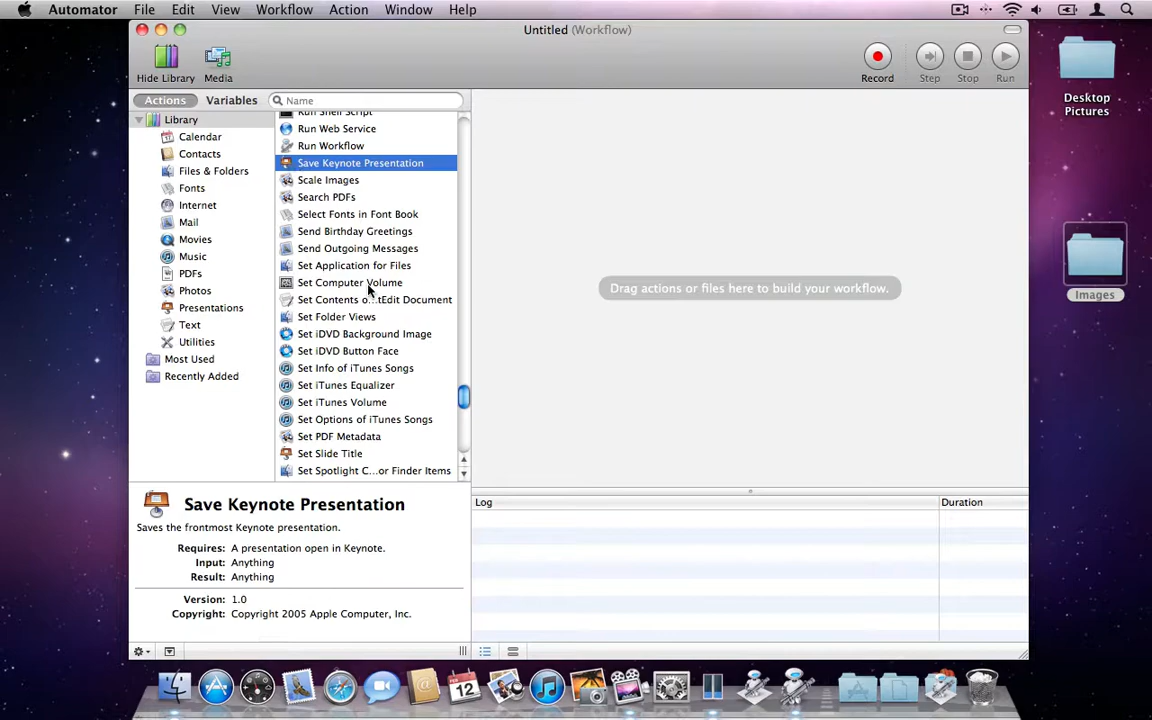 Automator File Edit View Workflow Action Window Help
Untitled (Workflow)
Hide Library Media Record Step Stop Run
Actions Variables Name
Library
Calendar
Contacts
Files & Folders
Fonts
Internet
Mail
Movies
Music
PDFs
Photos
Presentations
Text
Utilities
Most Used
Recently Added
Run Shell Script
Run Web Service
Run Workflow
Save Keynote Presentation
Scale Images
Search PDFs
Select Fonts in Font Book
Send Birthday Greetings
Send Outgoing Messages
Set Application for Files
Set Computer Volume
Set Contents o...tEdit Document
Set Folder Views
Set iDVD Background Image
Set iDVD Button Face
Set Info of iTunes Songs
Set iTunes Equalizer
Set iTunes Volume
Set Options of iTunes Songs
Set PDF Metadata
Set Slide Title
Set Spotlight C...or Finder Items
Drag actions or files here to build your workflow.
Log Duration
Save Keynote Presentation
Saves the frontmost Keynote presentation.
Requires: A presentation open in Keynote.
Input: Anything
Result: Anything
Version: 1.0
Copyright: Copyright 2005 Apple Computer, Inc.
Desktop
Pictures
Images
12